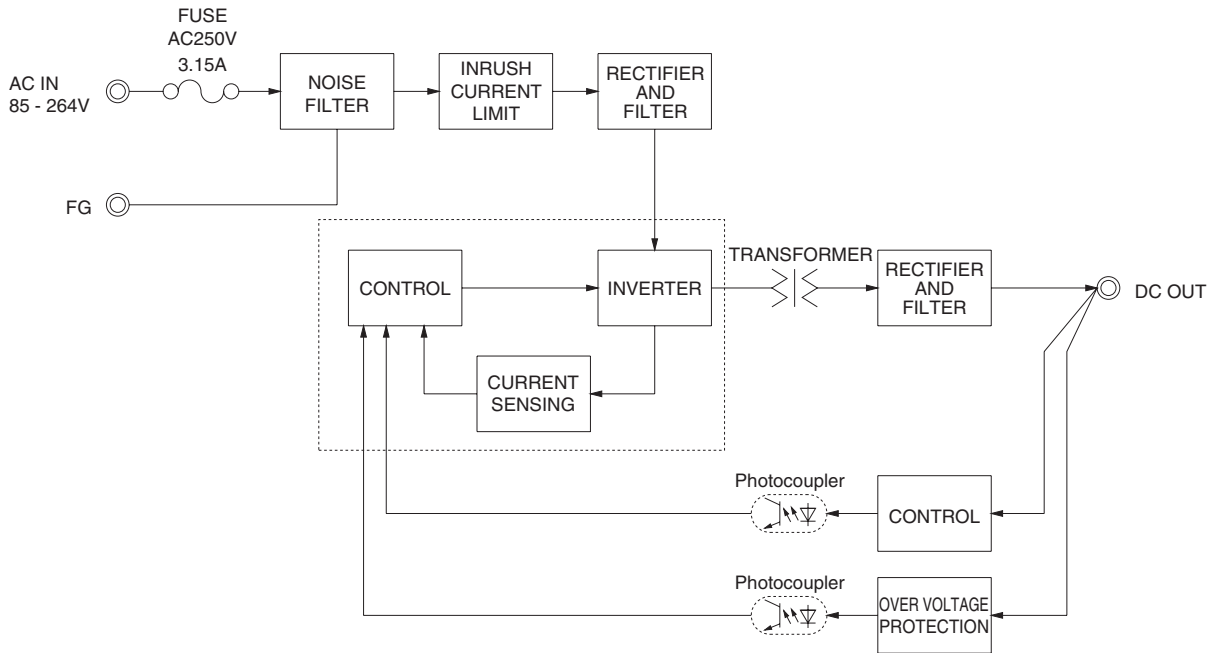 FUSE
AC250V
3.15A
AC IN
85 - 264V
NOISE
FILTER
INRUSH
CURRENT
LIMIT
RECTIFIER
AND
FILTER
FG
CONTROL
INVERTER
TRANSFORMER
RECTIFIER
AND
FILTER
DC OUT
CURRENT
SENSING
Photocoupler
CONTROL
Photocoupler
OVER VOLTAGE
PROTECTION